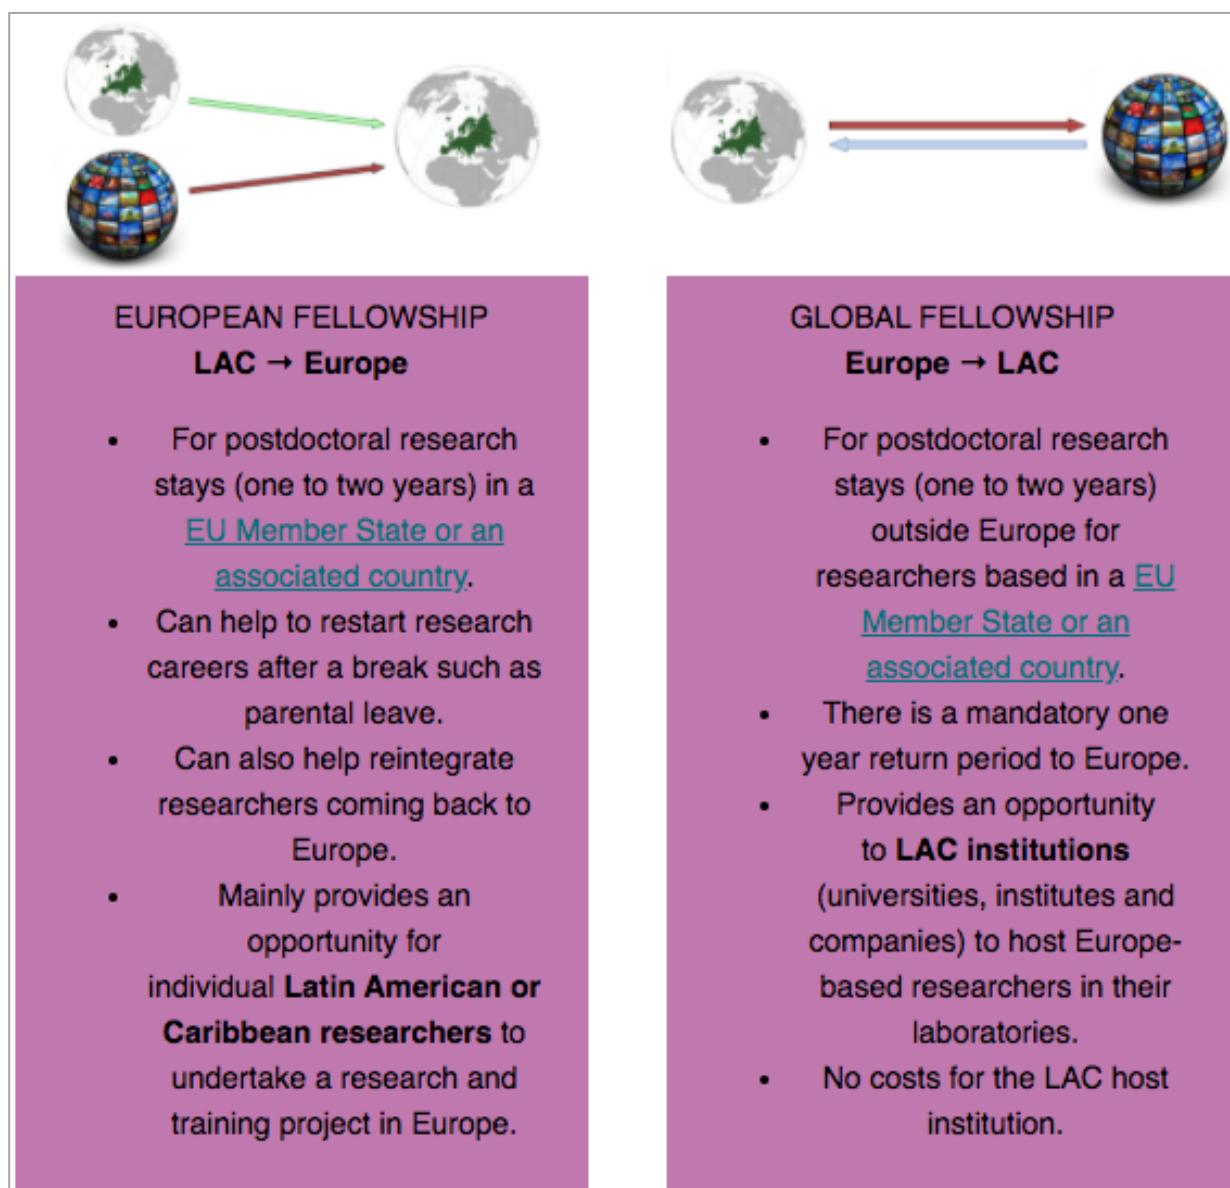 EUROPEAN FELLOWSHIP
LAC → Europe
• For postdoctoral research
stays (one to two years) in a
EU Member State or an
associated country.
• Can help to restart research
careers after a break such as
parental leave.
• Can also help reintegrate
researchers coming back to
Europe.
• Mainly provides an
opportunity for
individual Latin American or
Caribbean researchers to
undertake a research and
training project in Europe.
GLOBAL FELLOWSHIP
Europe → LAC
• For postdoctoral research
stays (one to two years)
outside Europe for
researchers based in a EU
Member State or an
associated country.
• There is a mandatory one
year return period to Europe.
• Provides an opportunity
to LAC institutions
(universities, institutes and
companies) to host Europe-
based researchers in their
laboratories.
• No costs for the LAC host
institution.